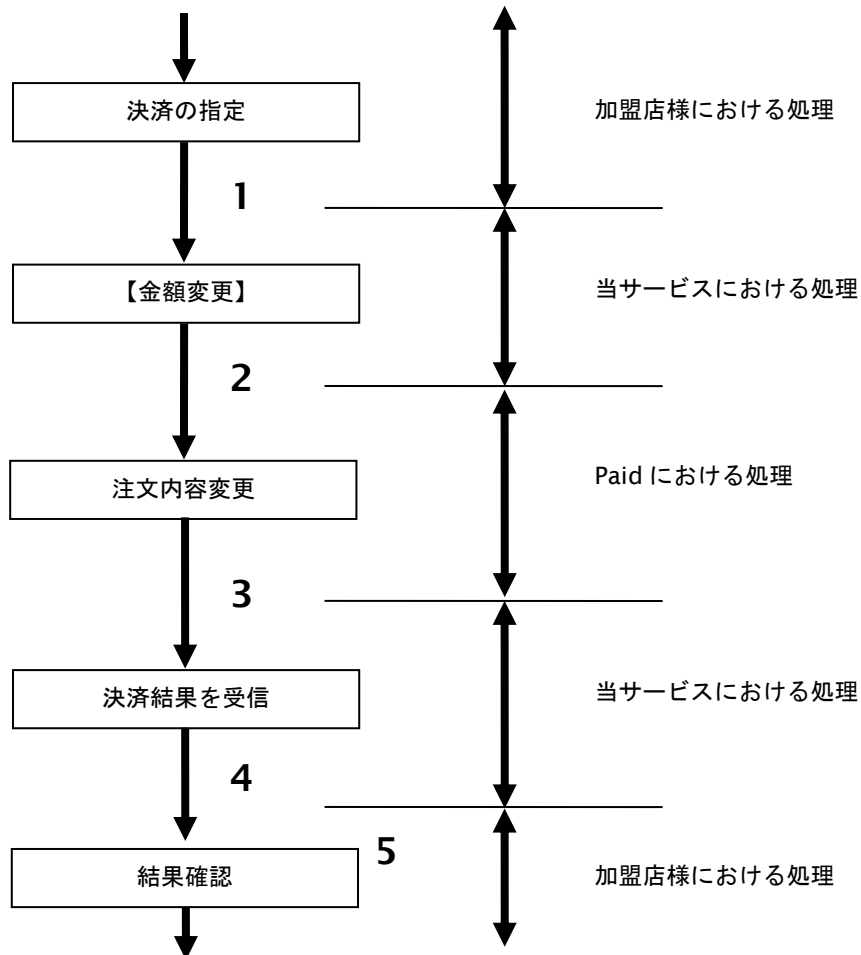 決済の指定
加盟店様における処理
1
【金額変更】
当サービスにおける処理
2
注文内容変更
Paid における処理
3
決済結果を受信
当サービスにおける処理
4
5
結果確認
加盟店様における処理